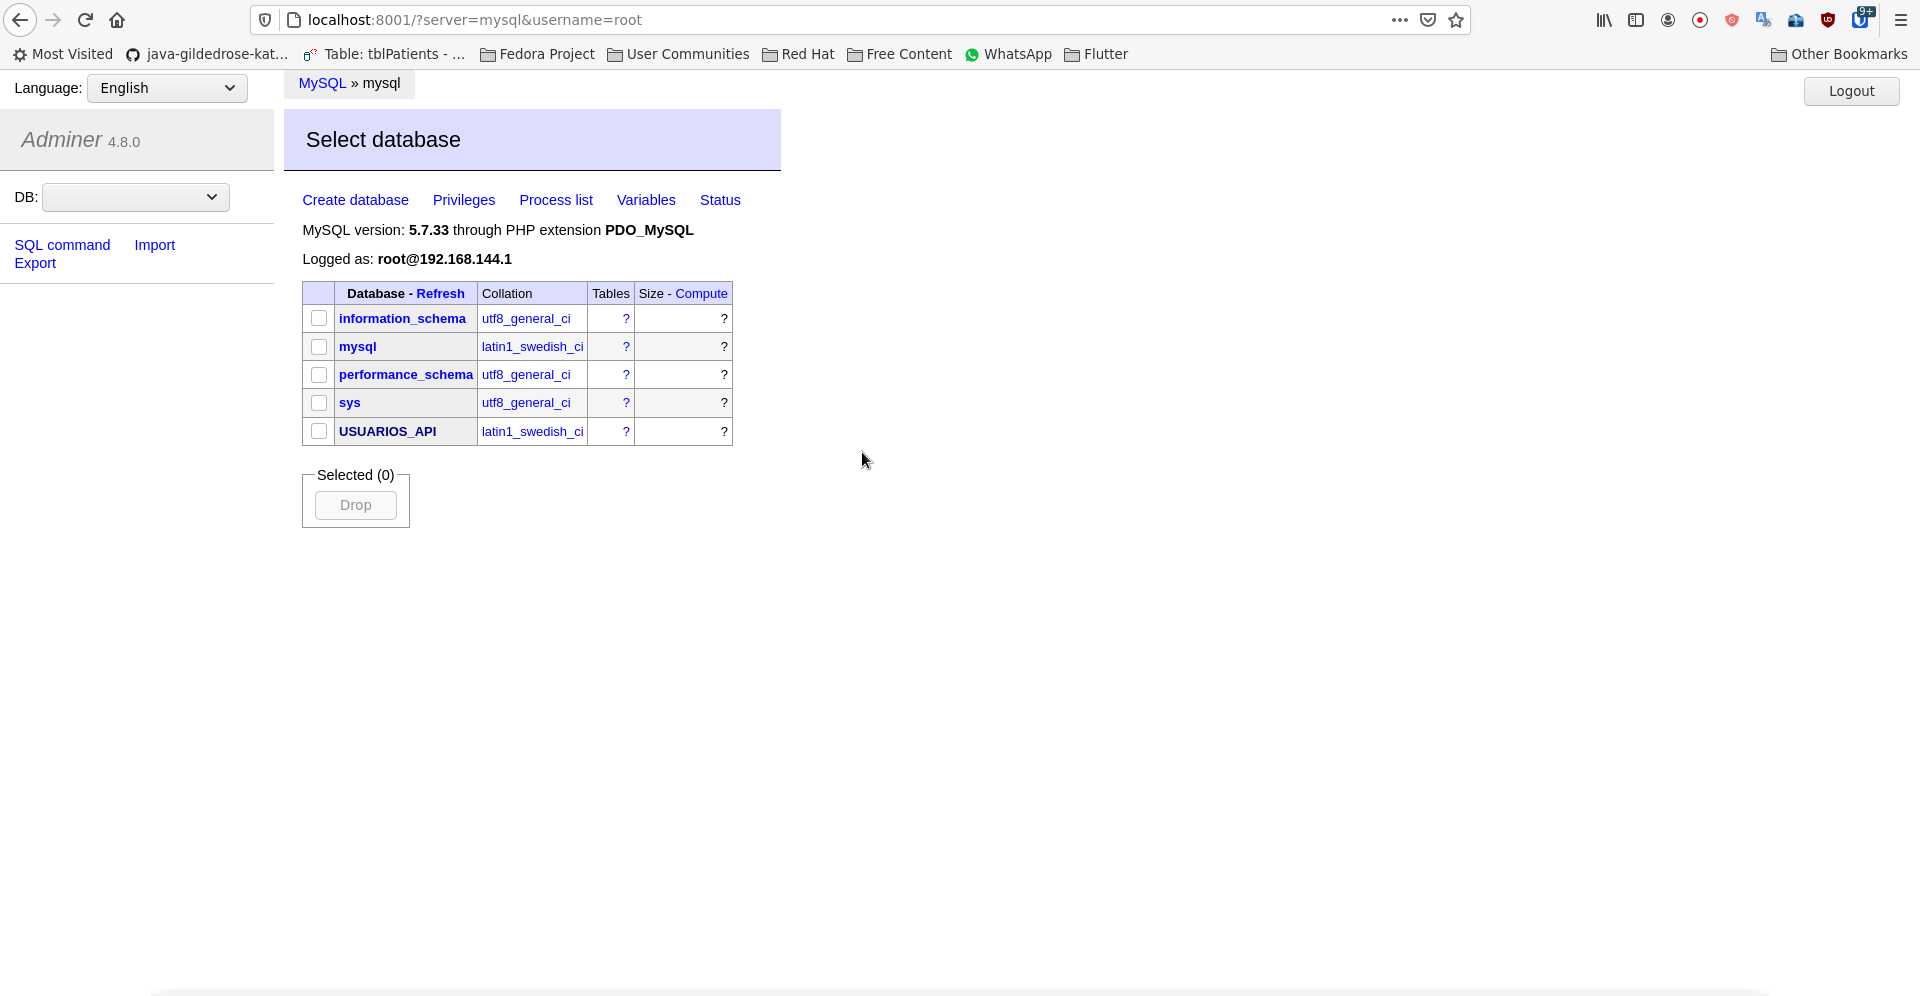 localhost:8001/?server=mysql&username=root
9+
Most Visited java-gildedrose-kat... Table: tblPatients - ... Fedora Project User Communities Red Hat Free Content WhatsApp Flutter Other Bookmarks
Language: English
MySQL » mysql
Logout
Adminer 4.8.0
Select database
DB:
Create database Privileges Process list Variables Status
MySQL version: 5.7.33 through PHP extension PDO_MySQL
SQL command Import
Export
Logged as: root@192.168.144.1
Database - Refresh Collation Tables Size - Compute
information_schema utf8_general_ci ? ?
mysql latin1_swedish_ci ? ?
performance_schema utf8_general_ci ? ?
sys utf8_general_ci ? ?
USUARIOS_API latin1_swedish_ci ? ?
Selected (0)
Drop